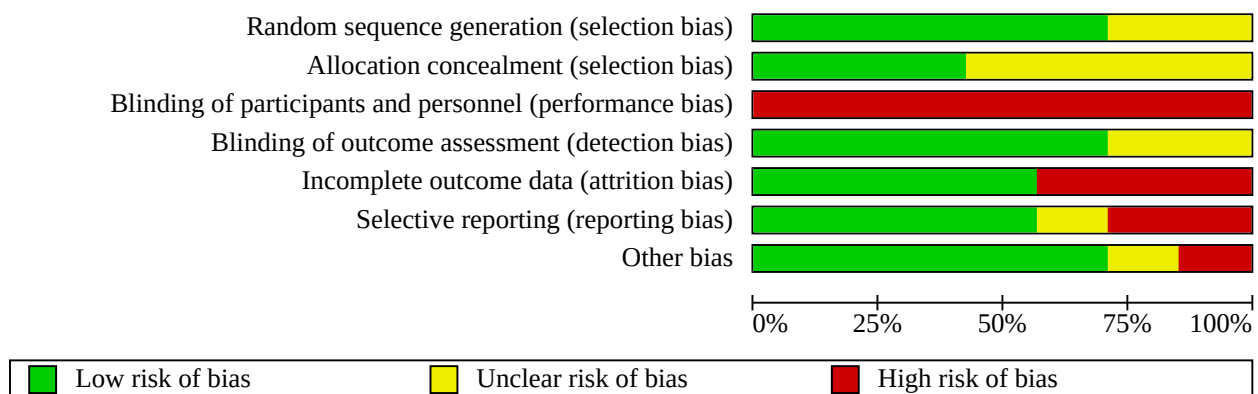 Random sequence generation (selection bias)
Allocation concealment (selection bias)
Blinding of participants and personnel (performance bias)
Blinding of outcome assessment (detection bias)
Incomplete outcome data (attrition bias)
Selective reporting (reporting bias)
Other bias
0% 25% 50% 75% 100%
Low risk of bias Unclear risk of bias High risk of bias